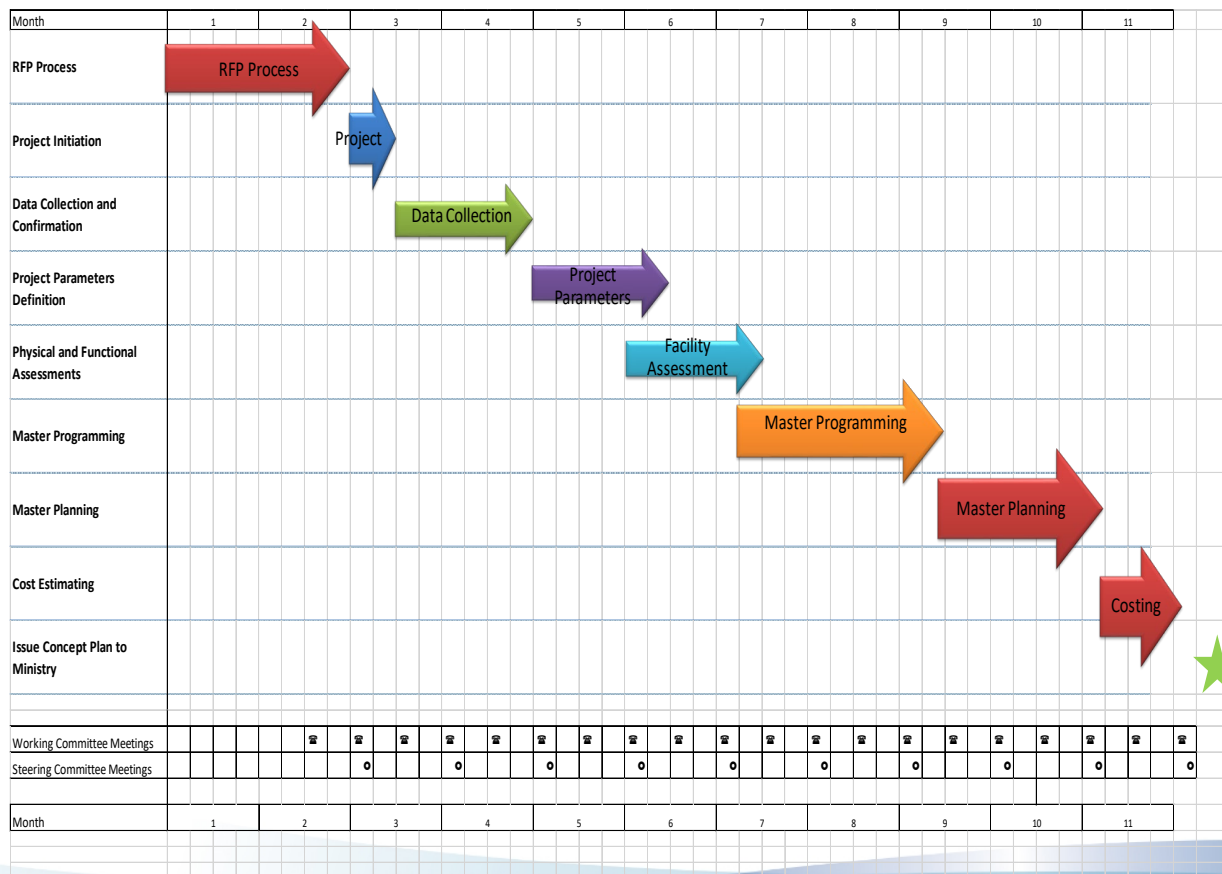 Month 1 2 3 4 5 6 7 8 9 10 11
RFP Process
RFP Process
Project Initiation
Project
Data Collection and
Confirmation
Data Collection
Project Parameters
Definition
Project
Parameters
Physical and Functional
Assessments
Facility
Assessment
Master Programming
Master Programming
Master Planning
Master Planning
Cost Estimating
Costing
Issue Concept Plan to
Ministry
Working Committee Meetings
Steering Committee Meetings
Month 1 2 3 4 5 6 7 8 9 10 11